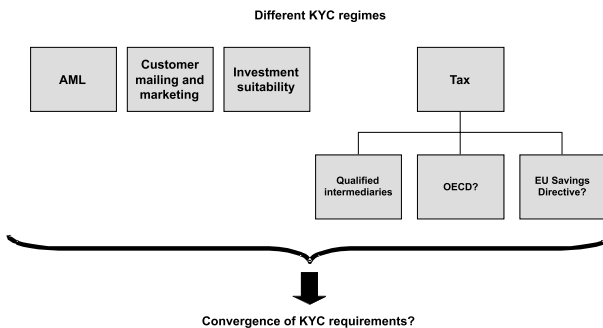 Different KYC regimes
AML
Customer
mailing and
marketing
Investment
suitability
Tax
Qualified
intermediaries
OECD?
EU Savings
Directive?
Convergence of KYC requirements?